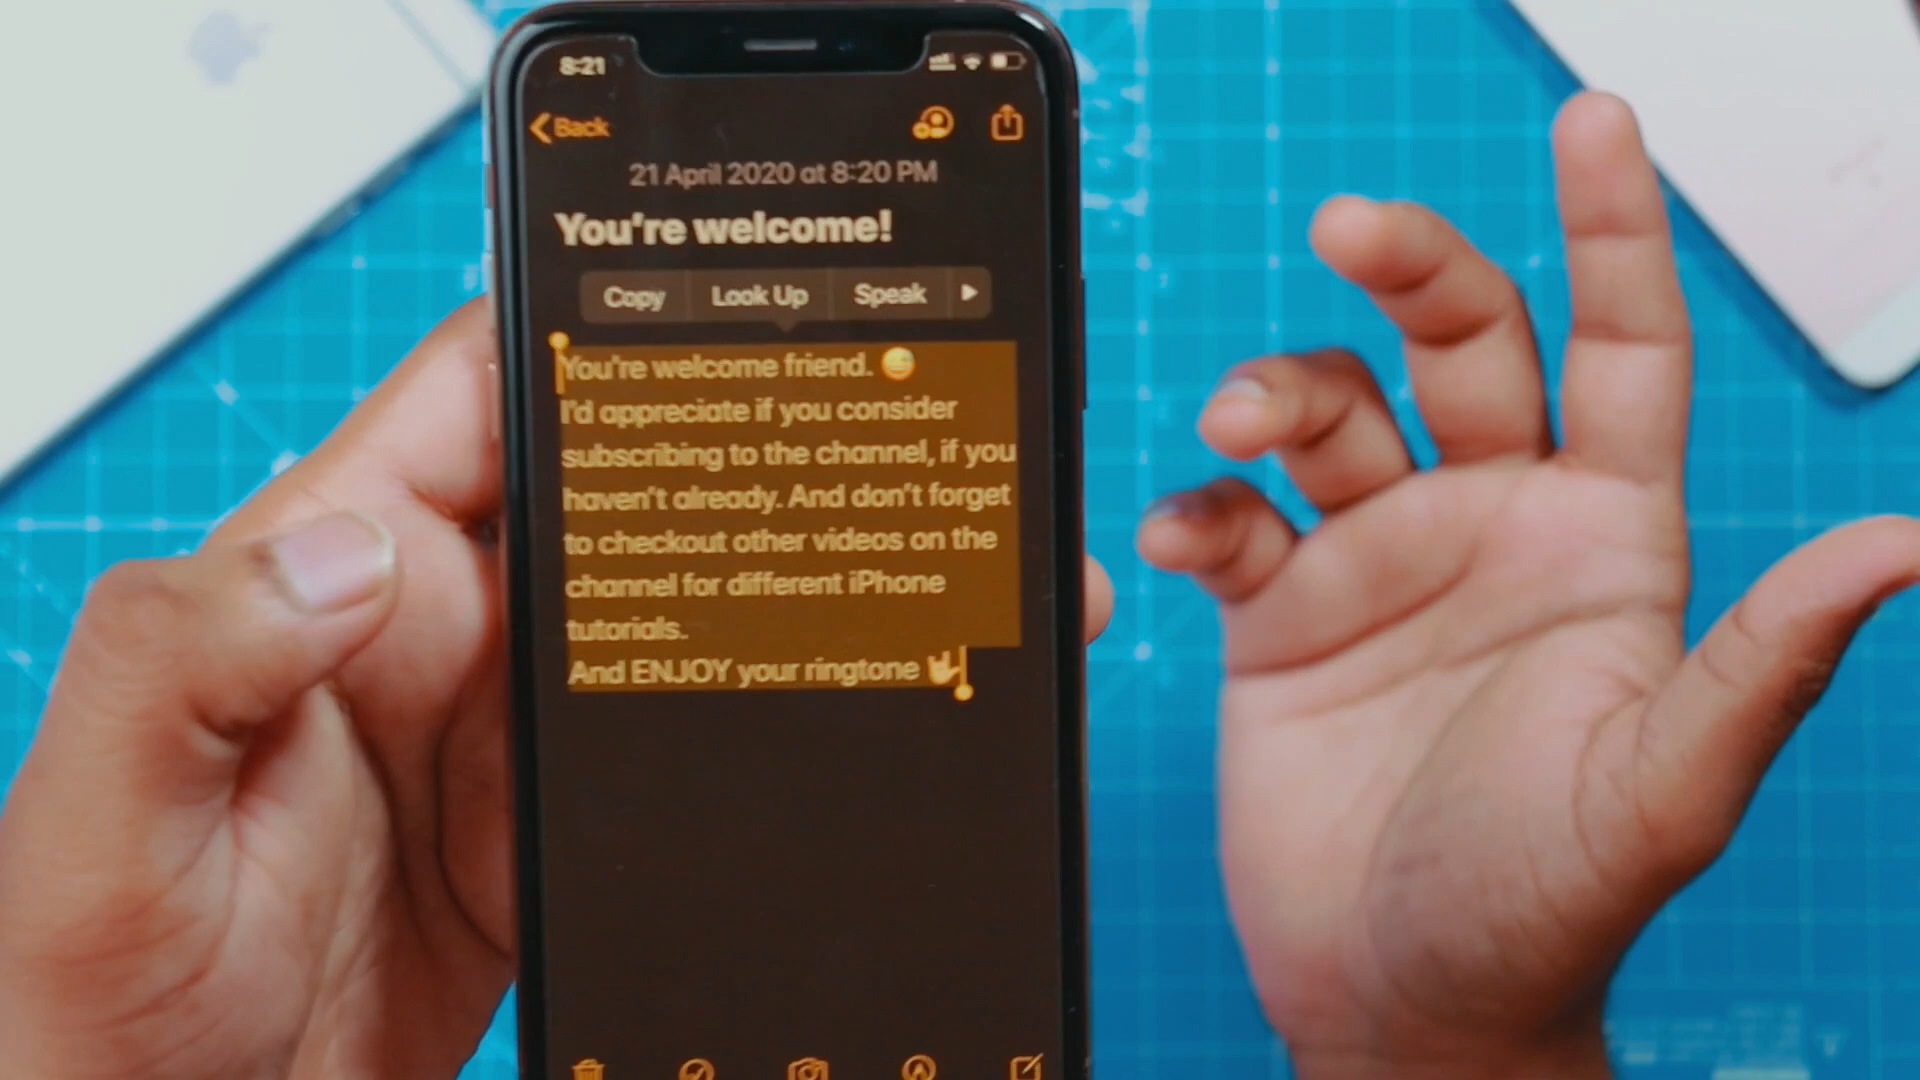 8:21
Back
21 April 2020 at 8:20 PM
You're welcome!
Copy Look Up Speak
You're welcome friend. 😄
I'd appreciate if you consider
subscribing to the channel, if you
haven't already. And don't forget
to checkout other videos on the
channel for different iPhone
tutorials.
And ENJOY your ringtone 🤟